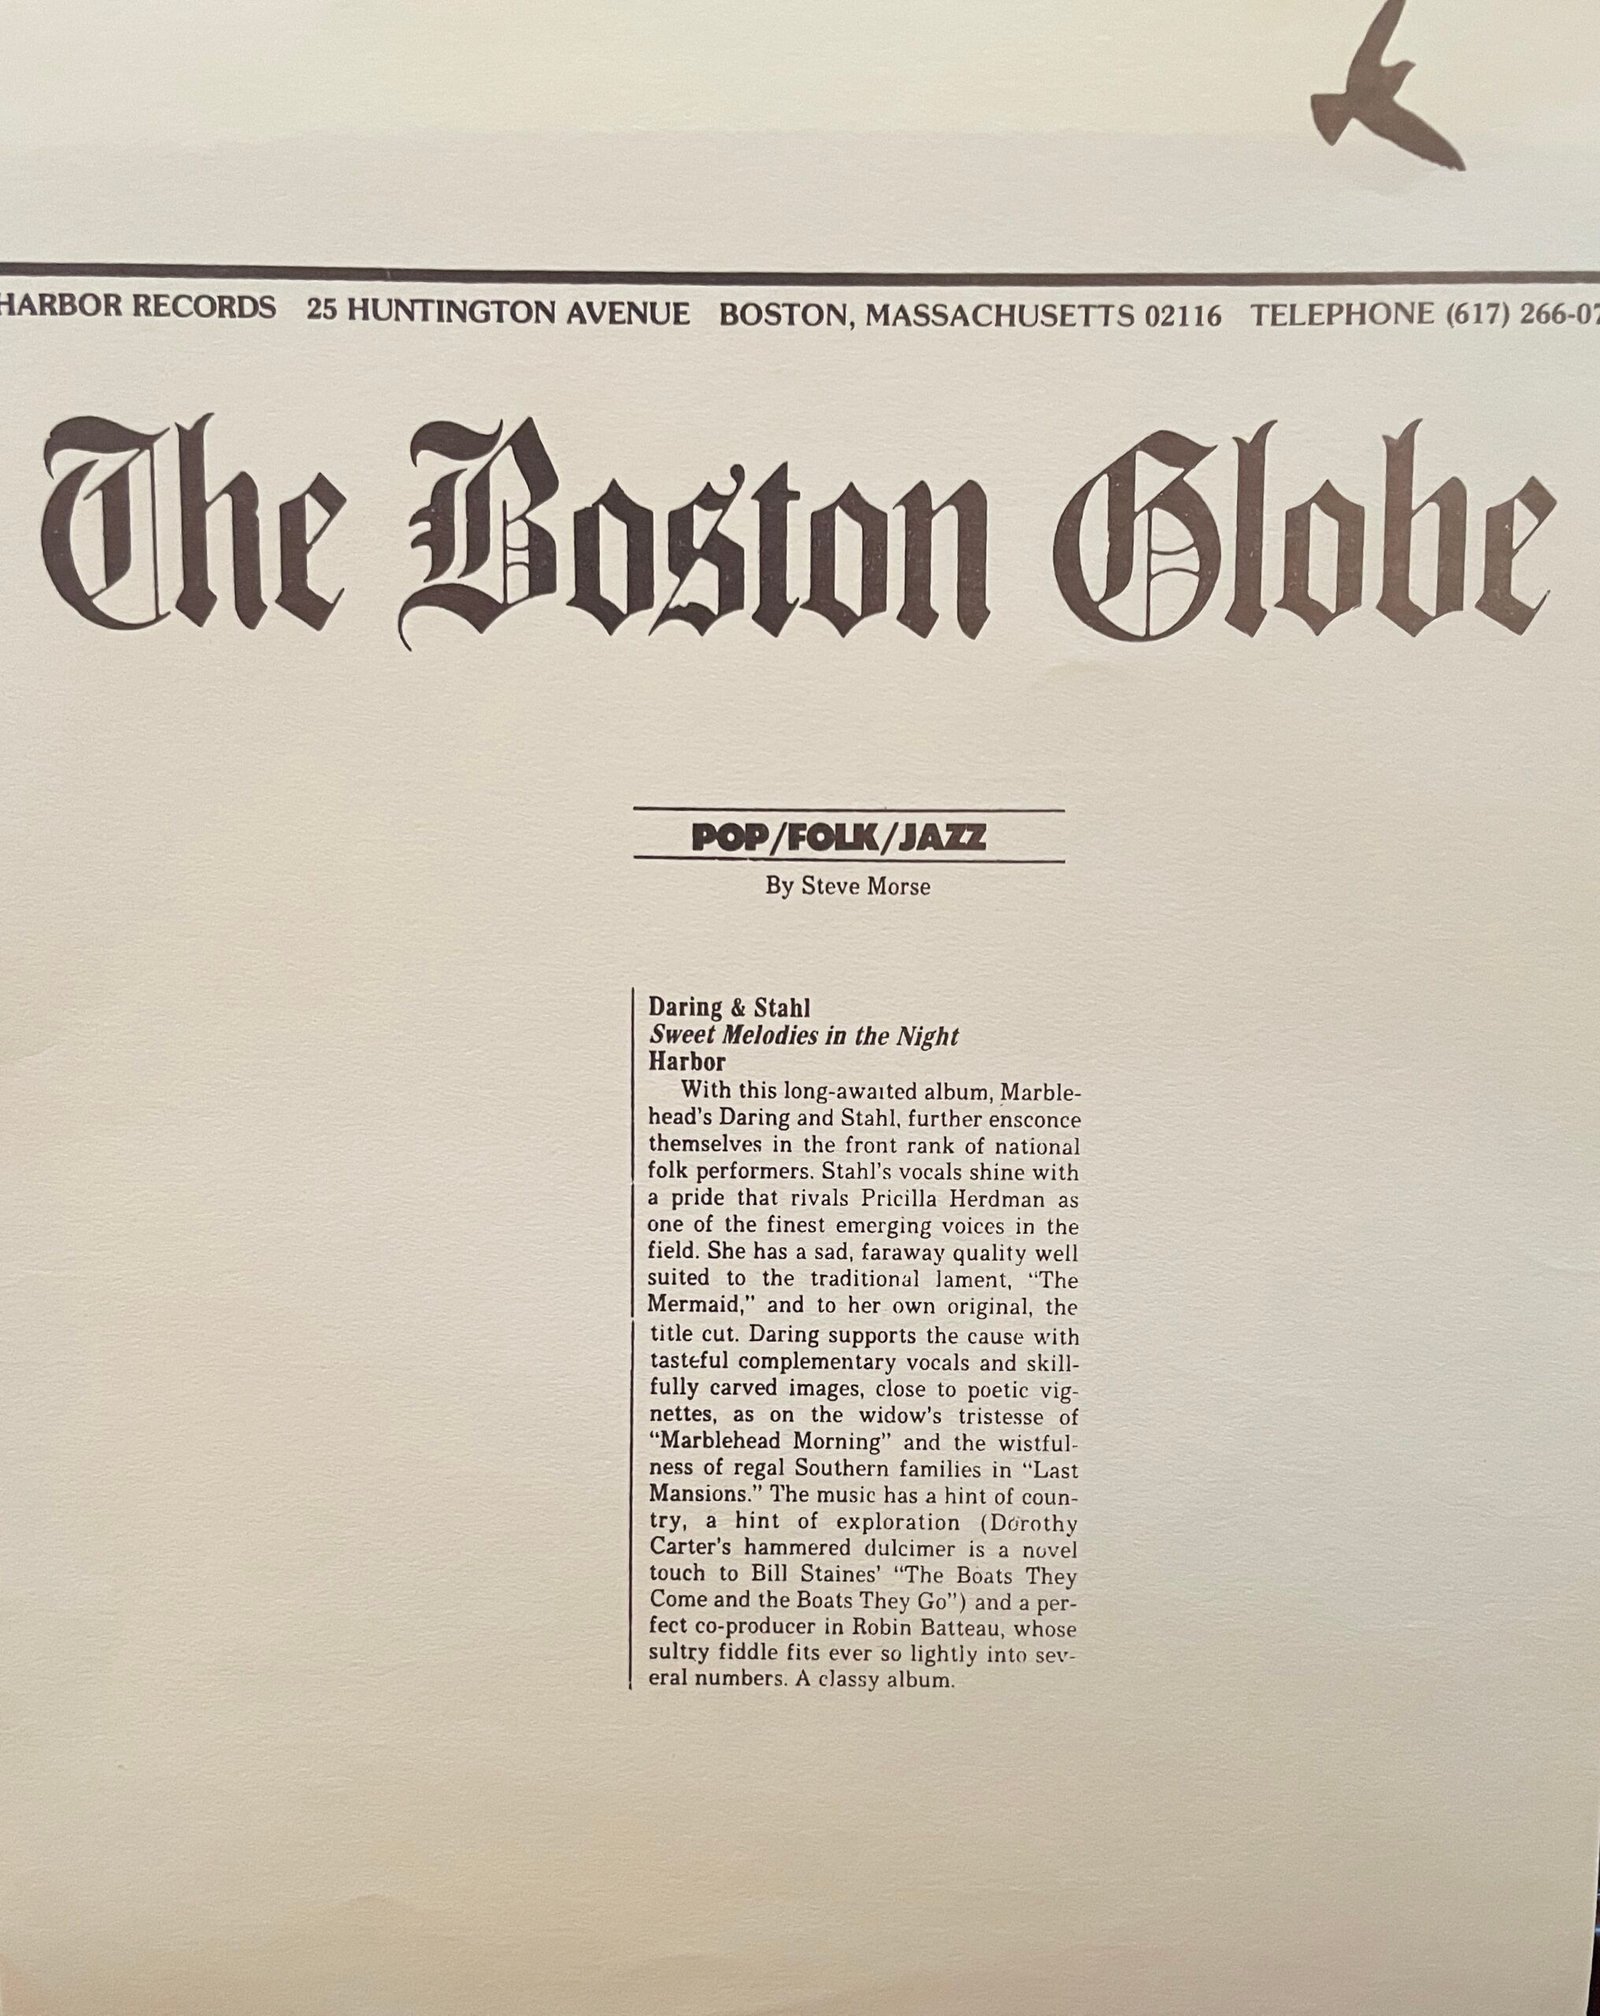 HARBOR RECORDS 25 HUNTINGTON AVENUE BOSTON, MASSACHUSETTS 02116 TELEPHONE (617) 266-07
The Boston Globe
POP/FOLK/JAZZ
By Steve Morse
Daring & Stahl
Sweet Melodies in the Night
Harbor
With this long-awaited album, Marble-
head's Daring and Stahl, further ensconce
themselves in the front rank of national
folk performers. Stahl's vocals shine with
a pride that rivals Pricilla Herdman as
one of the finest emerging voices in the
field. She has a sad, faraway quality well
suited to the traditional lament, “The
Mermaid,” and to her own original, the
title cut. Daring supports the cause with
tasteful complementary vocals and skill-
fully carved images, close to poetic vig-
nettes, as on the widow's tristesse of
“Marblehead Morning” and the wistful-
ness of regal Southern families in “Last
Mansions.” The music has a hint of coun-
try, a hint of exploration (Dorothy
Carter's hammered dulcimer is a novel
touch to Bill Staines’ “The Boats They
Come and the Boats They Go”) and a per-
fect co-producer in Robin Batteau, whose
sultry fiddle fits ever so lightly into sev-
eral numbers. A classy album.